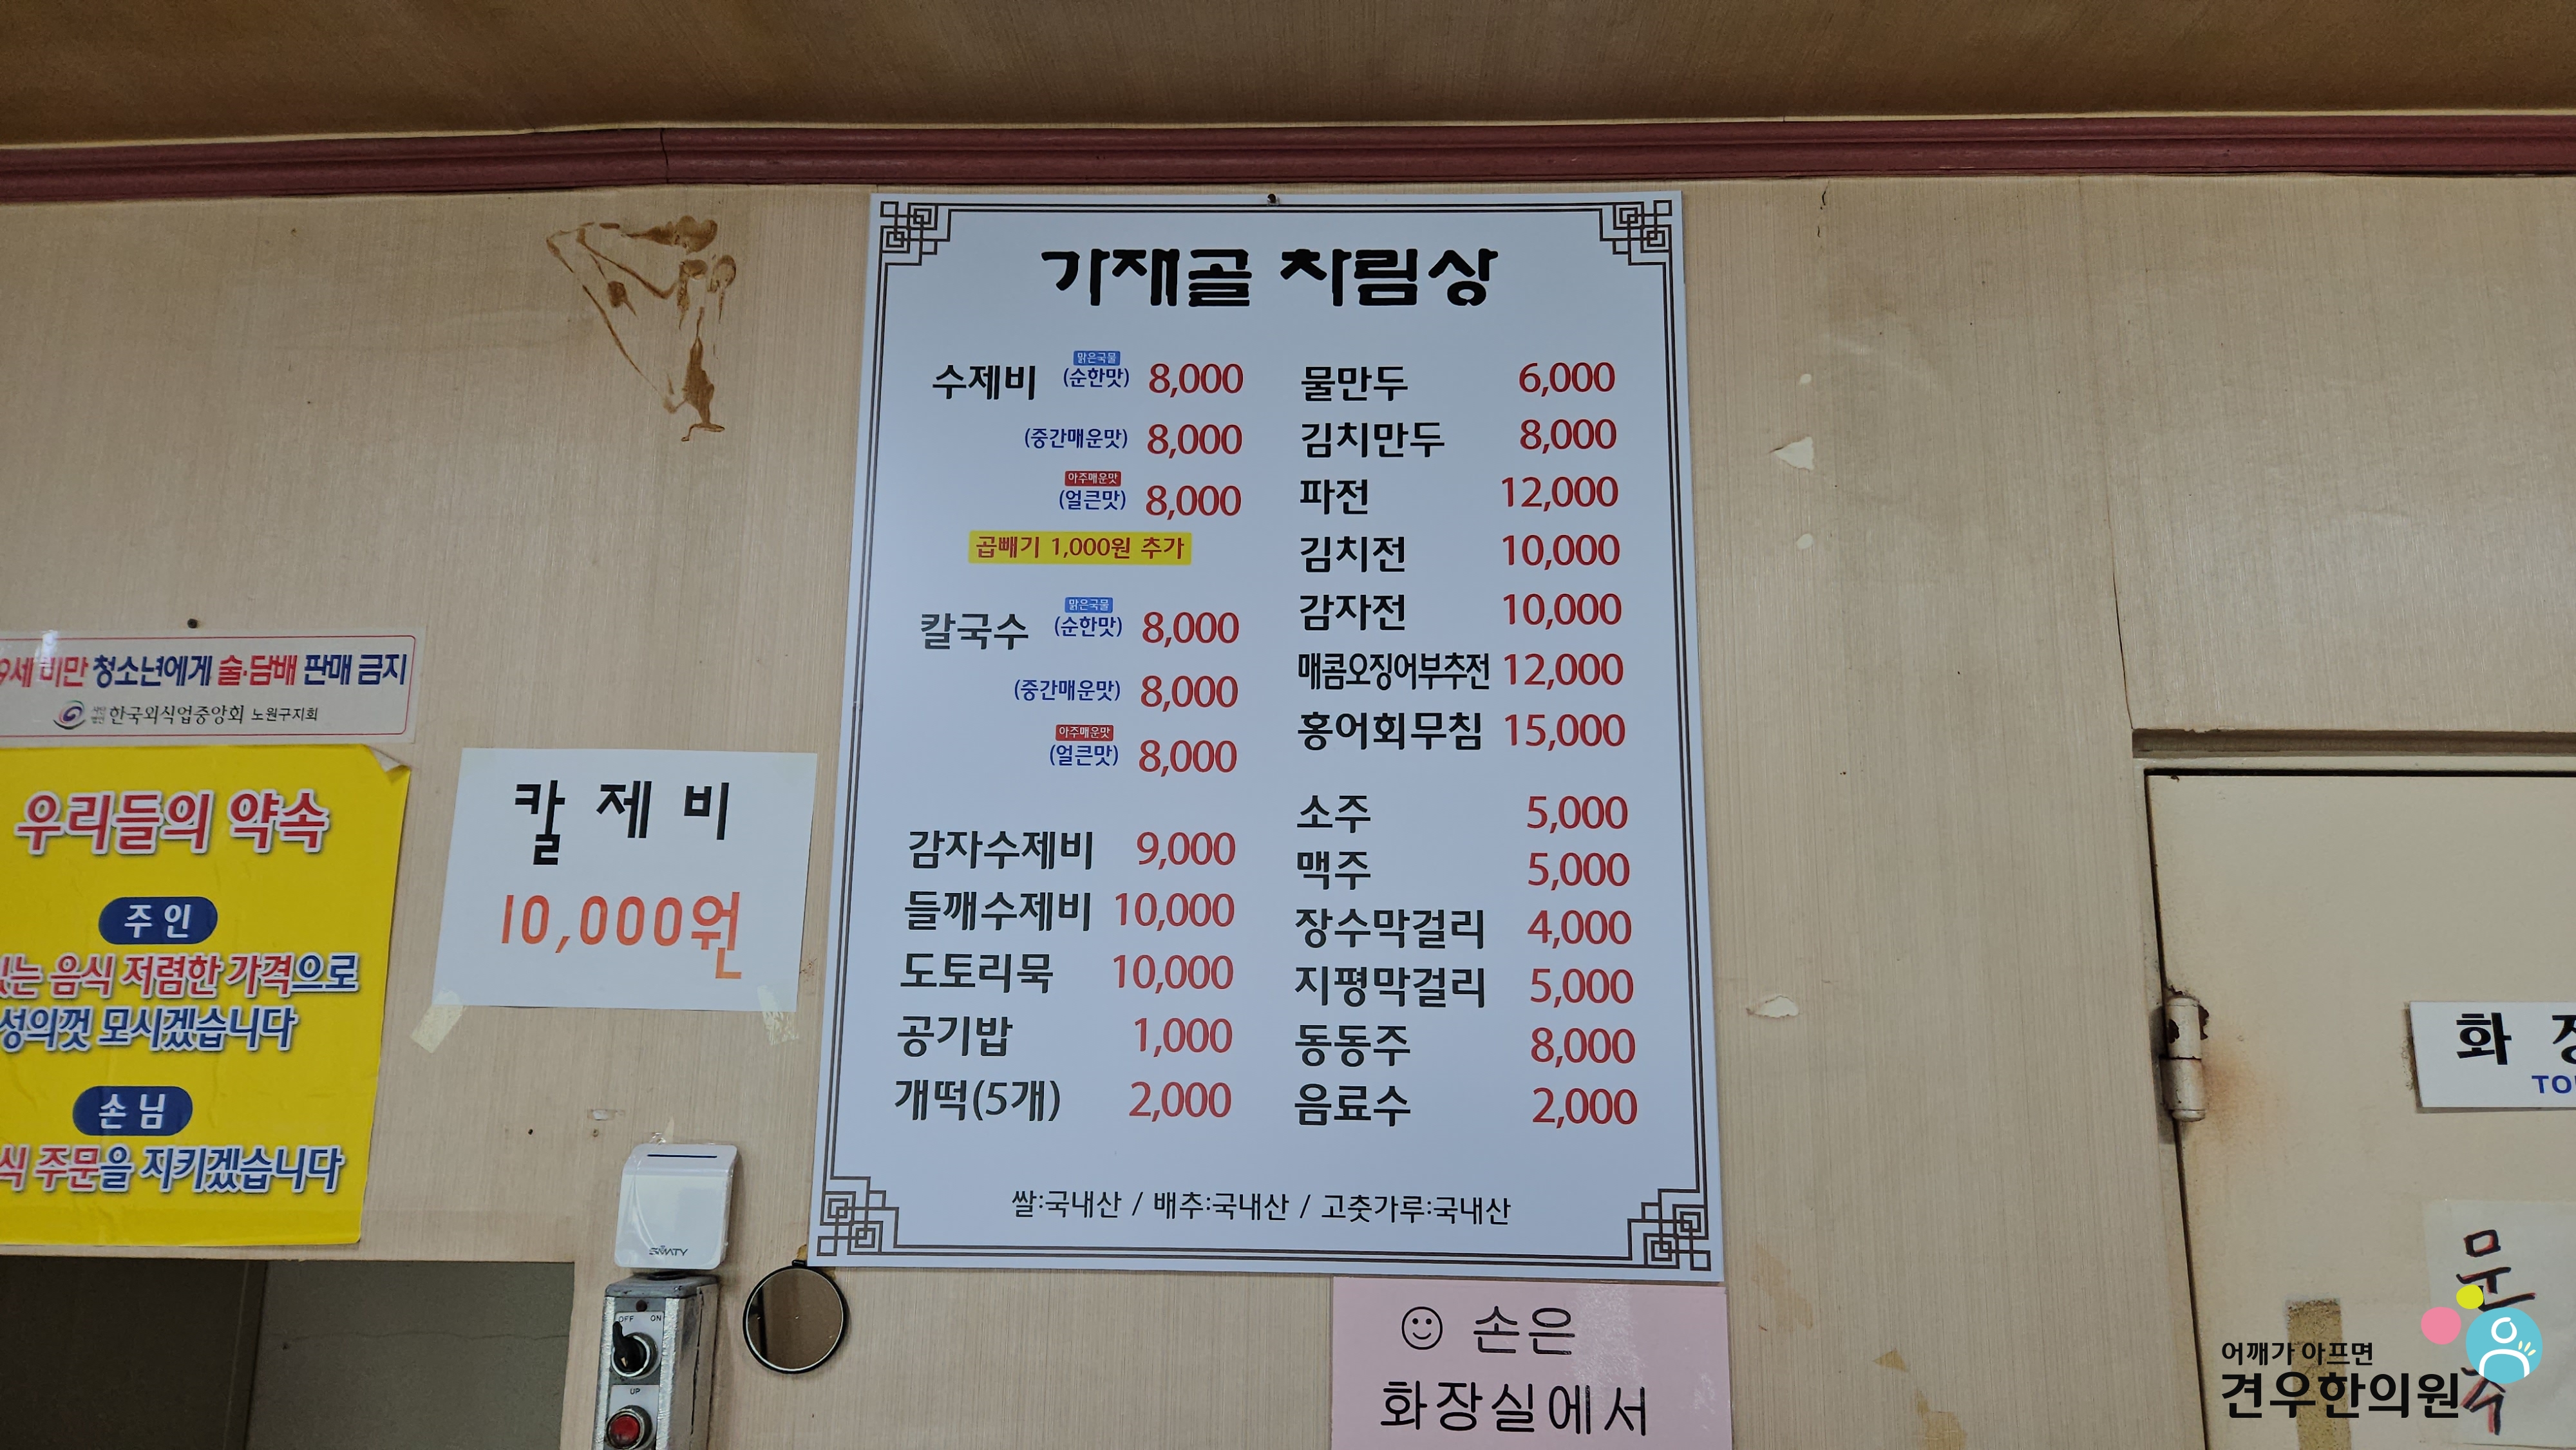 가재골 차림상
수제비 맑은국물 (순한맛) 8,000
(중간매운맛) 8,000
아주매운맛 (얼큰맛) 8,000
곱빼기 1,000원 추가
칼국수 맑은국물 (순한맛) 8,000
(중간매운맛) 8,000
아주매운맛 (얼큰맛) 8,000
감자수제비 9,000
들깨수제비 10,000
도토리묵 10,000
공기밥 1,000
개떡(5개) 2,000
물만두 6,000
김치만두 8,000
파전 12,000
김치전 10,000
감자전 10,000
매콤오징어부추전 12,000
홍어회무침 15,000
소주 5,000
맥주 5,000
장수막걸리 4,000
지평막걸리 5,000
동동주 8,000
음료수 2,000
쌀:국내산 / 배추:국내산 / 고춧가루:국내산
9세 미만 청소년에게 술·담배 판매 금지
한국외식업중앙회 노원구지회
우리들의 약속
주인
는 음식 저렴한 가격으로
성의껏 모시겠습니다
손님
식 주문을 지키겠습니다
칼제비
10,000원
SMATY
OFF ON
UP
☺ 손은
화장실에서
화
TO
문
어깨가 아프면
견우한의원